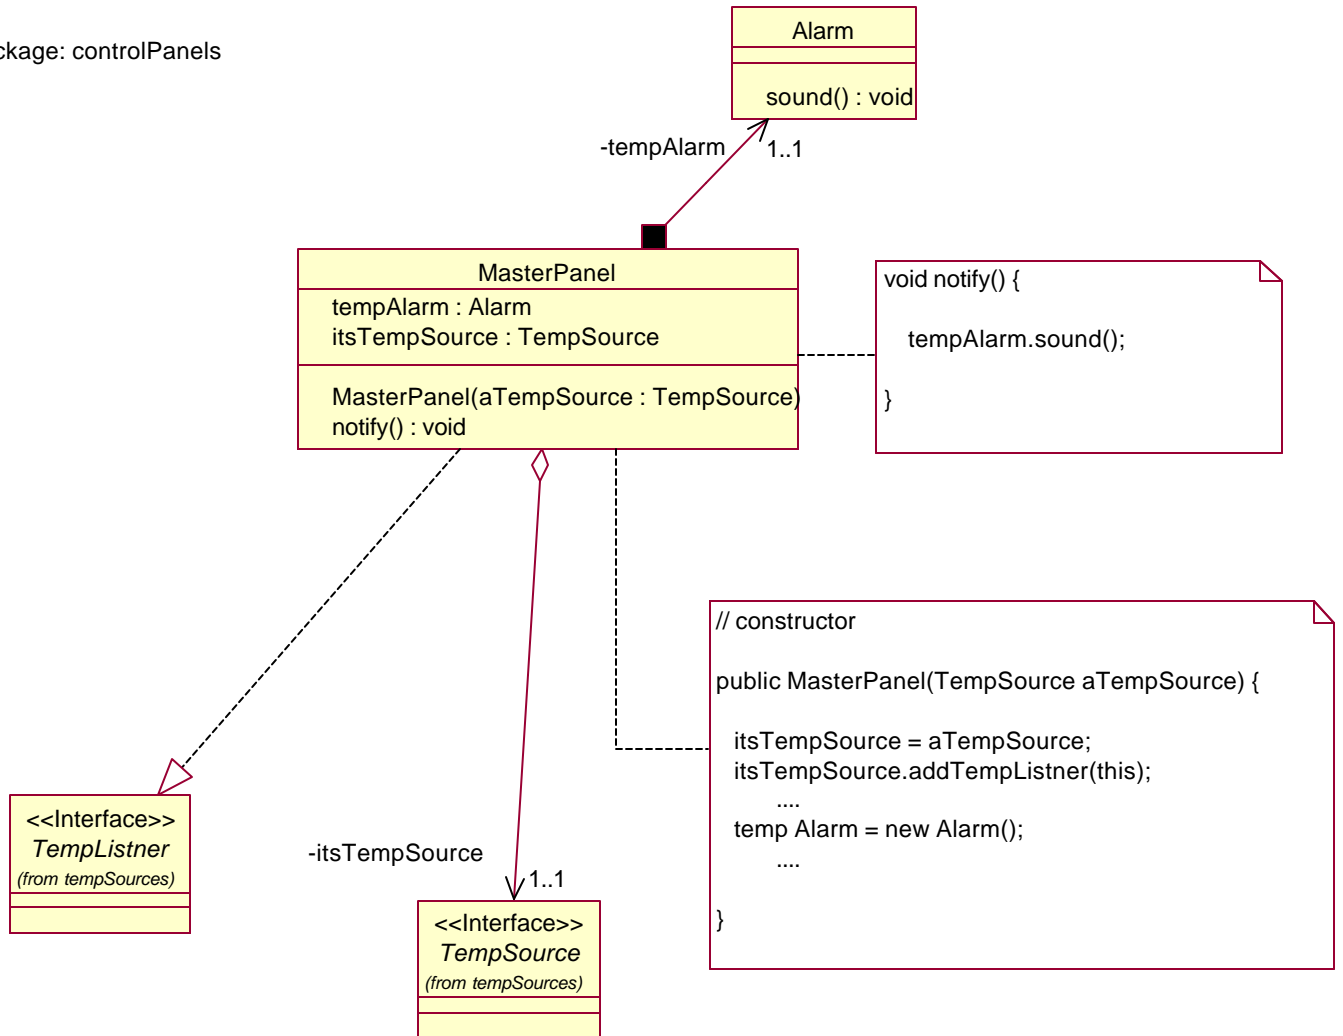 ckage: controlPanels
Alarm
sound() : void
-tempAlarm
1..1
MasterPanel
tempAlarm : Alarm
itsTempSource : TempSource
MasterPanel(aTempSource : TempSource)
notify() : void
void notify() {
tempAlarm.sound();
}
// constructor
public MasterPanel(TempSource aTempSource) {
itsTempSource = aTempSource;
itsTempSource.addTempListner(this);
....
temp Alarm = new Alarm();
....
}
<<Interface>>
TempListner
(from tempSources)
-itsTempSource
1..1
<<Interface>>
TempSource
(from tempSources)